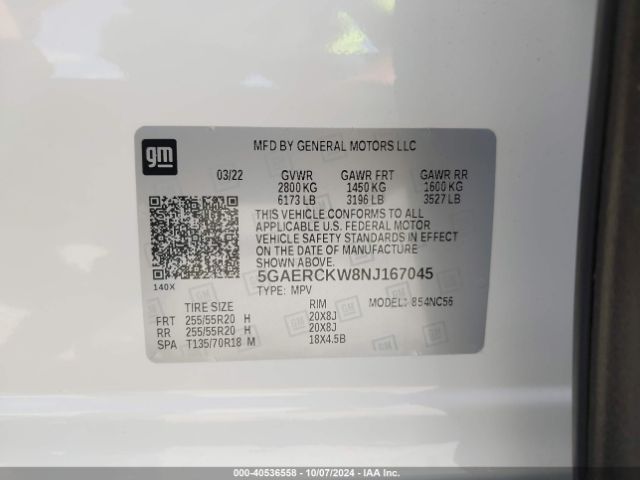 gm
MFD BY GENERAL MOTORS LLC
03/22 GVWR GAWR FRT GAWR RR
2800 KG 1450 KG 1600 KG
6173 LB 3196 LB 3527 LB
THIS VEHICLE CONFORMS TO ALL
APPLICABLE U.S. FEDERAL MOTOR
VEHICLE SAFETY STANDARDS IN EFFECT
ON THE DATE OF MANUFACTURE
SHOWN ABOVE.
5GAERCKW8NJ167045
140X
TYPE: MPV
TIRE SIZE RIM MODEL: 854NC56
FRT 255/55R20 H 20X8J
RR 255/55R20 H 20X8J
SPA T135/70R18 M 18X4.5B
000-40536558 - 10/07/2024 - IAA Inc.